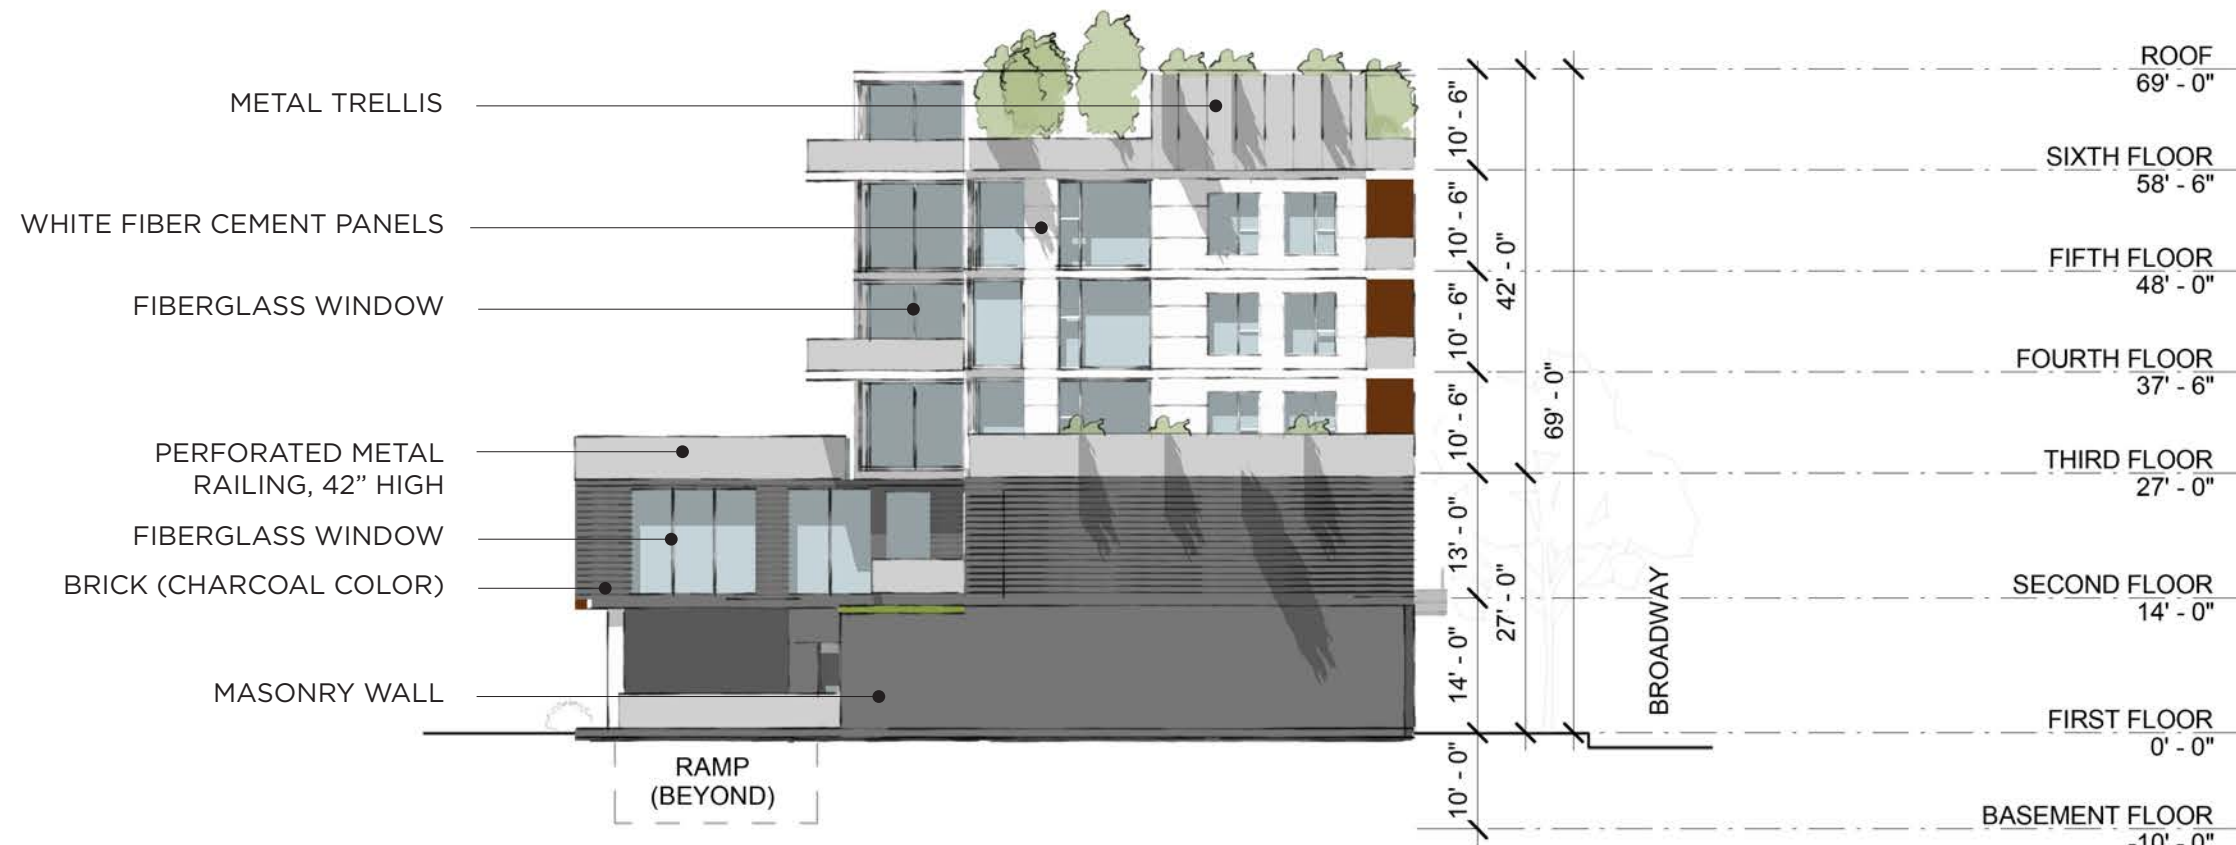 METAL TRELLIS
WHITE FIBER CEMENT PANELS
FIBERGLASS WINDOW
PERFORATED METAL
RAILING, 42” HIGH
FIBERGLASS WINDOW
BRICK (CHARCOAL COLOR)
MASONRY WALL
RAMP
(BEYOND)
10' - 6"
10' - 6"
10' - 6"
10' - 6"
13' - 0"
14' - 0"
10' - 0"
42' - 0"
27' - 0"
69' - 0"
BROADWAY
ROOF
69' - 0"
SIXTH FLOOR
58' - 6"
FIFTH FLOOR
48' - 0"
FOURTH FLOOR
37' - 6"
THIRD FLOOR
27' - 0"
SECOND FLOOR
14' - 0"
FIRST FLOOR
0' - 0"
BASEMENT FLOOR
-10' - 0"